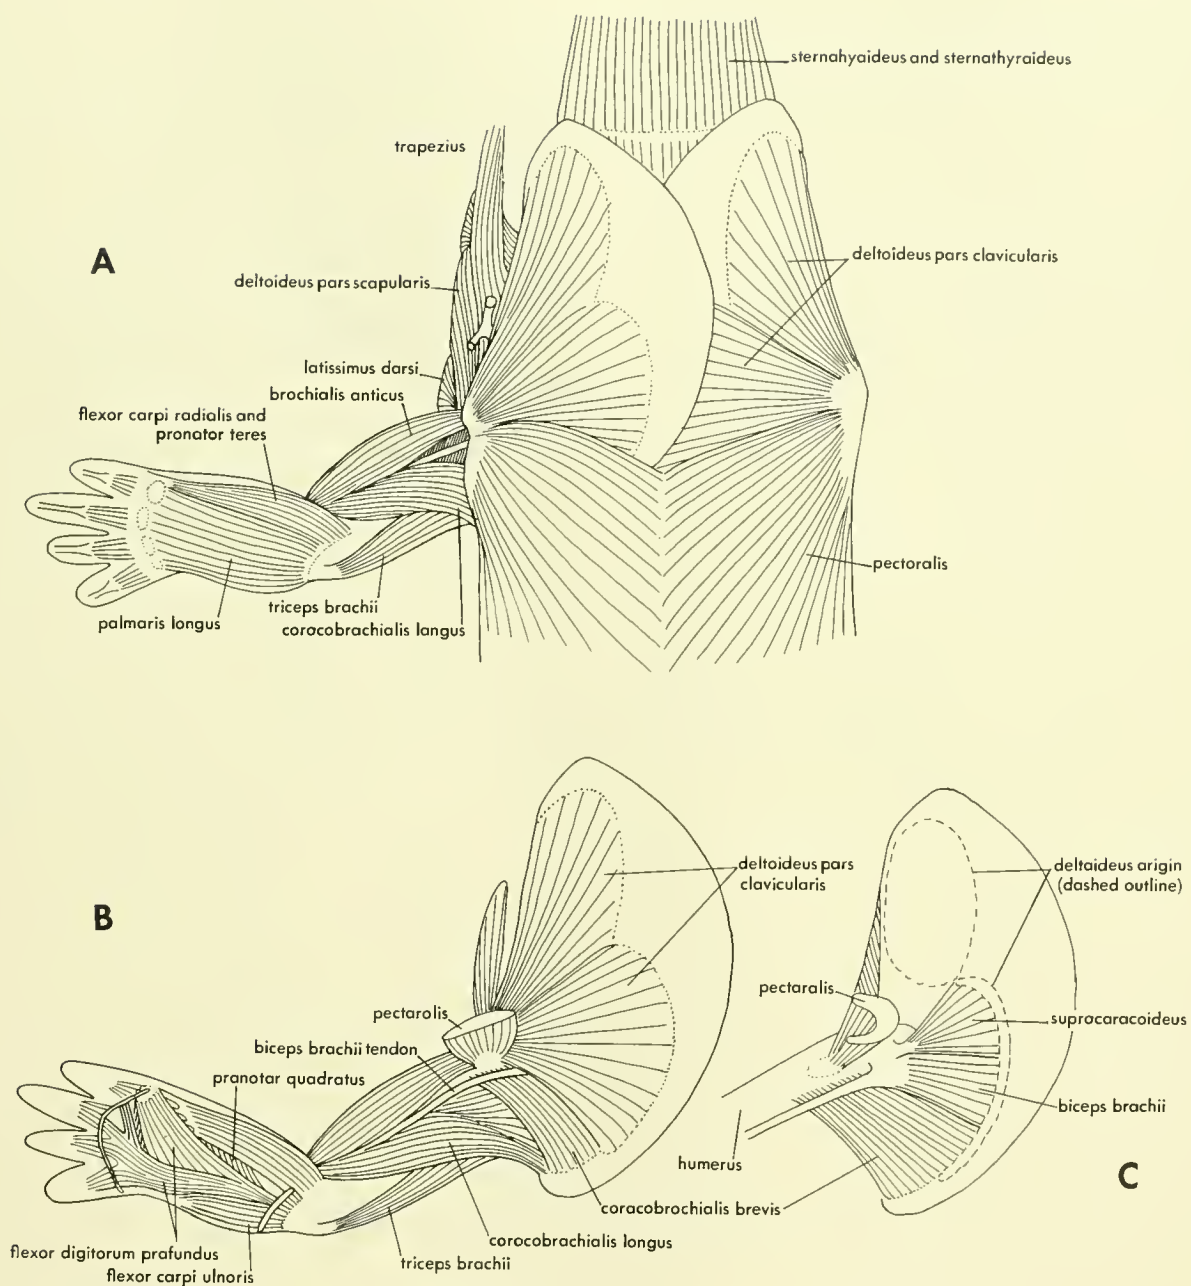 sternahyaideus and sternathyraideus
trapezius
A
deltoideus pars clavicularis
deltoideus pars scapularis
latissimus darsi
brochialis anticus
flexor carpi radialis and
pronator teres
pectoralis
triceps brachii
palmaris longus
corocobrachialis langus
B
deltoideus pars
clavicularis
deltaideus arigin
(dashed outline)
pectarolis
pectaralis
biceps brachii tendon
suprocaracoideus
pranotar quadratus
biceps brachii
humerus
C
coracobrochialis brevis
corocobrachialis longus
flexor digitorum prafundus
triceps brachii
flexor carpi ulnoris